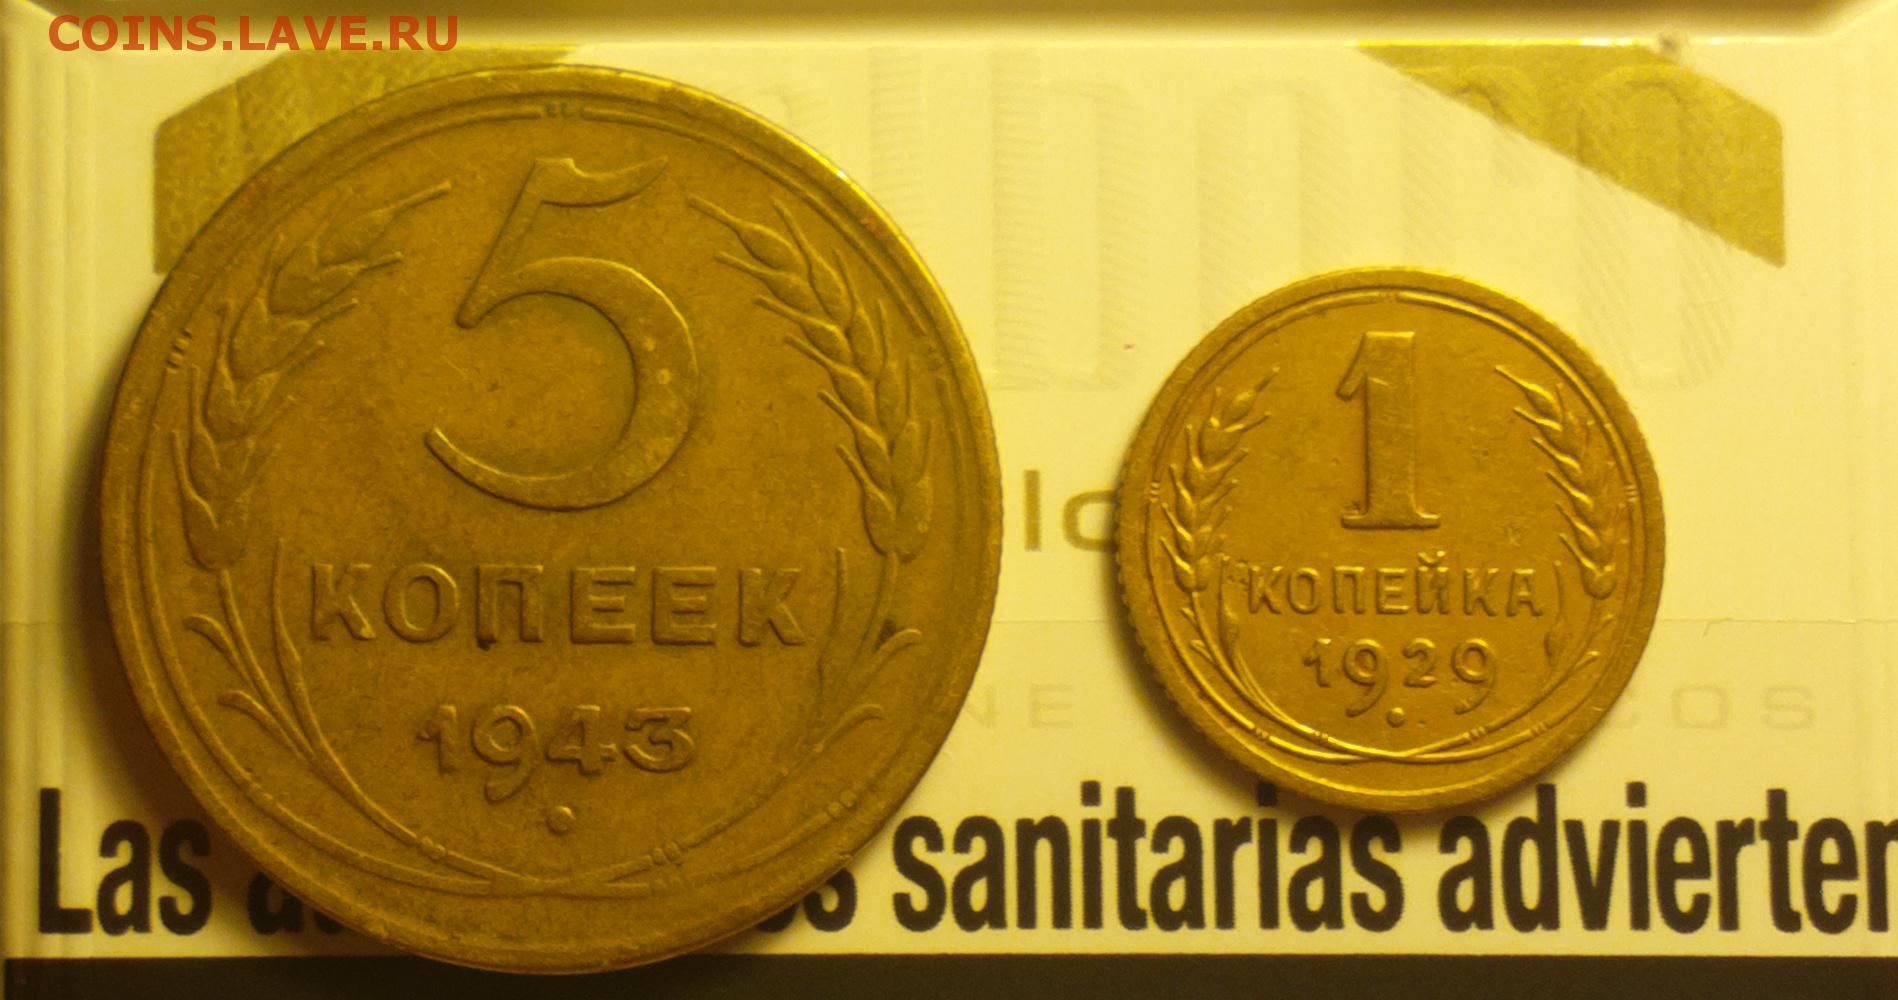 COINS.LAVE.RU
5
КОПЕЕК
1943
1
КОПЕЙКА
1929
Las sanitarias advierten